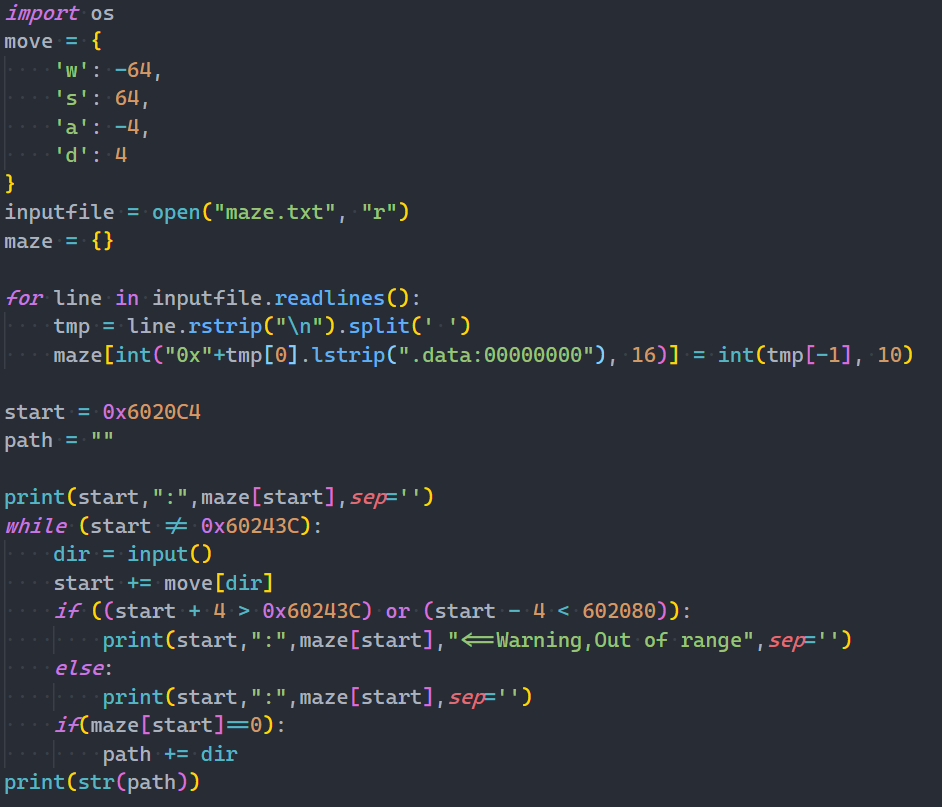 import os
move = {
    'w': -64,
    's': 64,
    'a': -4,
    'd': 4
}
inputfile = open("maze.txt", "r")
maze = {}

for line in inputfile.readlines():
    tmp = line.rstrip("\n").split(' ')
    maze[int("0x"+tmp[0].lstrip(".data:00000000"), 16)] = int(tmp[-1], 10)

start = 0x6020C4
path = ""

print(start,":",maze[start],sep='')
while (start != 0x60243C):
    dir = input()
    start += move[dir]
    if ((start + 4 > 0x60243C) or (start - 4 < 602080)):
        print(start,":",maze[start],"<==Warning,Out of range",sep='')
    else:
        print(start,":",maze[start],sep='')
    if(maze[start]==0):
        path += dir
print(str(path))